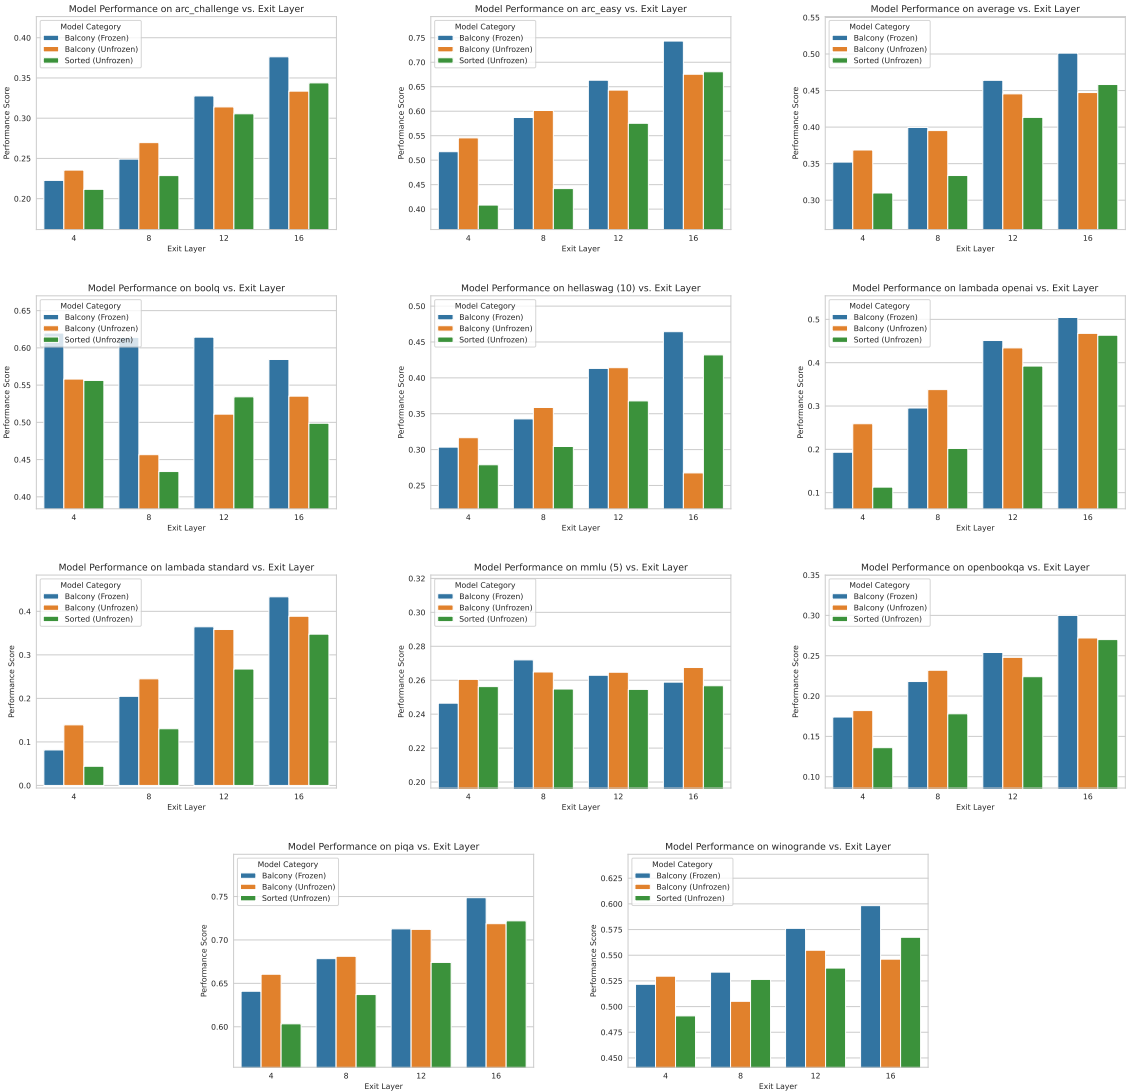 Model Performance on arc_challenge vs. Exit Layer
Performance Score
0.40
0.35
0.30
0.25
0.20
Model Category
Balcony (Frozen)
Balcony (Unfrozen)
Sorted (Unfrozen)
4 8 12 16
Exit Layer
Model Performance on arc_easy vs. Exit Layer
Performance Score
0.75
0.70
0.65
0.60
0.55
0.50
0.45
0.40
Model Category
Balcony (Frozen)
Balcony (Unfrozen)
Sorted (Unfrozen)
4 8 12 16
Exit Layer
Model Performance on average vs. Exit Layer
Performance Score
0.55
0.50
0.45
0.40
0.35
0.30
Model Category
Balcony (Frozen)
Balcony (Unfrozen)
Sorted (Unfrozen)
4 8 12 16
Exit Layer
Model Performance on boolq vs. Exit Layer
Performance Score
0.65
0.60
0.55
0.50
0.45
0.40
Model Category
Balcony (Frozen)
Balcony (Unfrozen)
Sorted (Unfrozen)
4 8 12 16
Exit Layer
Model Performance on hellaswag (10) vs. Exit Layer
Performance Score
0.50
0.45
0.40
0.35
0.30
0.25
Model Category
Balcony (Frozen)
Balcony (Unfrozen)
Sorted (Unfrozen)
4 8 12 16
Exit Layer
Model Performance on lambada openai vs. Exit Layer
Performance Score
0.5
0.4
0.3
0.2
0.1
Model Category
Balcony (Frozen)
Balcony (Unfrozen)
Sorted (Unfrozen)
4 8 12 16
Exit Layer
Model Performance on lambada standard vs. Exit Layer
Performance Score
0.4
0.3
0.2
0.1
0.0
Model Category
Balcony (Frozen)
Balcony (Unfrozen)
Sorted (Unfrozen)
4 8 12 16
Exit Layer
Model Performance on mmlu (5) vs. Exit Layer
Performance Score
0.32
0.30
0.28
0.26
0.24
0.22
0.20
Model Category
Balcony (Frozen)
Balcony (Unfrozen)
Sorted (Unfrozen)
4 8 12 16
Exit Layer
Model Performance on openbookqa vs. Exit Layer
Performance Score
0.35
0.30
0.25
0.20
0.15
0.10
Model Category
Balcony (Frozen)
Balcony (Unfrozen)
Sorted (Unfrozen)
4 8 12 16
Exit Layer
Model Performance on piqa vs. Exit Layer
Performance Score
0.75
0.70
0.65
0.60
Model Category
Balcony (Frozen)
Balcony (Unfrozen)
Sorted (Unfrozen)
4 8 12 16
Exit Layer
Model Performance on winogrande vs. Exit Layer
Performance Score
0.625
0.600
0.575
0.550
0.525
0.500
0.475
0.450
Model Category
Balcony (Frozen)
Balcony (Unfrozen)
Sorted (Unfrozen)
4 8 12 16
Exit Layer